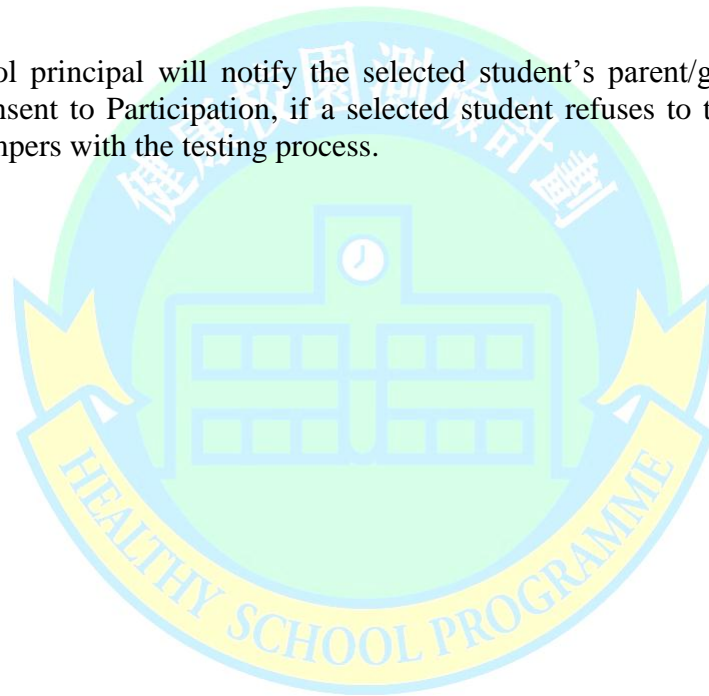 ol principal will notify the selected student’s parent/g
nsent to Participation, if a selected student refuses to t
npers with the testing process.
健康校園測檢計劃
HEALTHY SCHOOL PROGRAMME